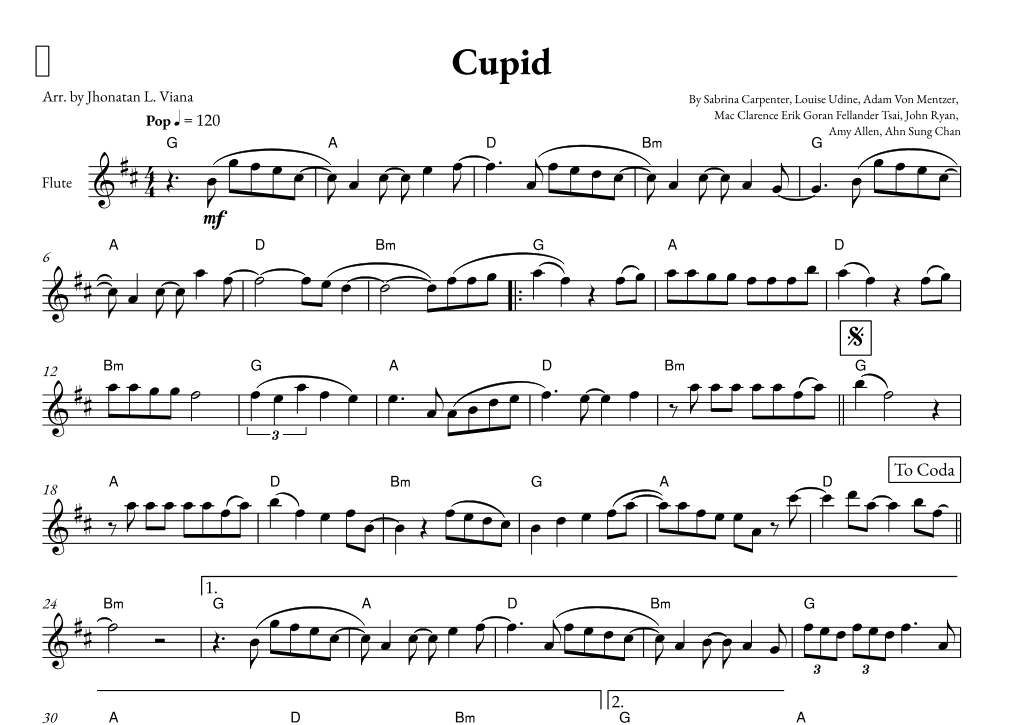 Cupid
Arr. by Jhonatan L. Viana
By Sabrina Carpenter, Louise Udine, Adam Von Mentzer,
Mac Clarence Erik Goran Fellander Tsai, John Ryan,
Amy Allen, Ahn Sung Chan
Pop ♩ = 120
G A D Bm G
Flute
4
4
mf
6 A D Bm G A D
12 Bm G A D Bm G
3
To Coda
18 A D Bm G A D
1.
24 Bm G A D Bm G
3 3
2.
30 A D Bm G A